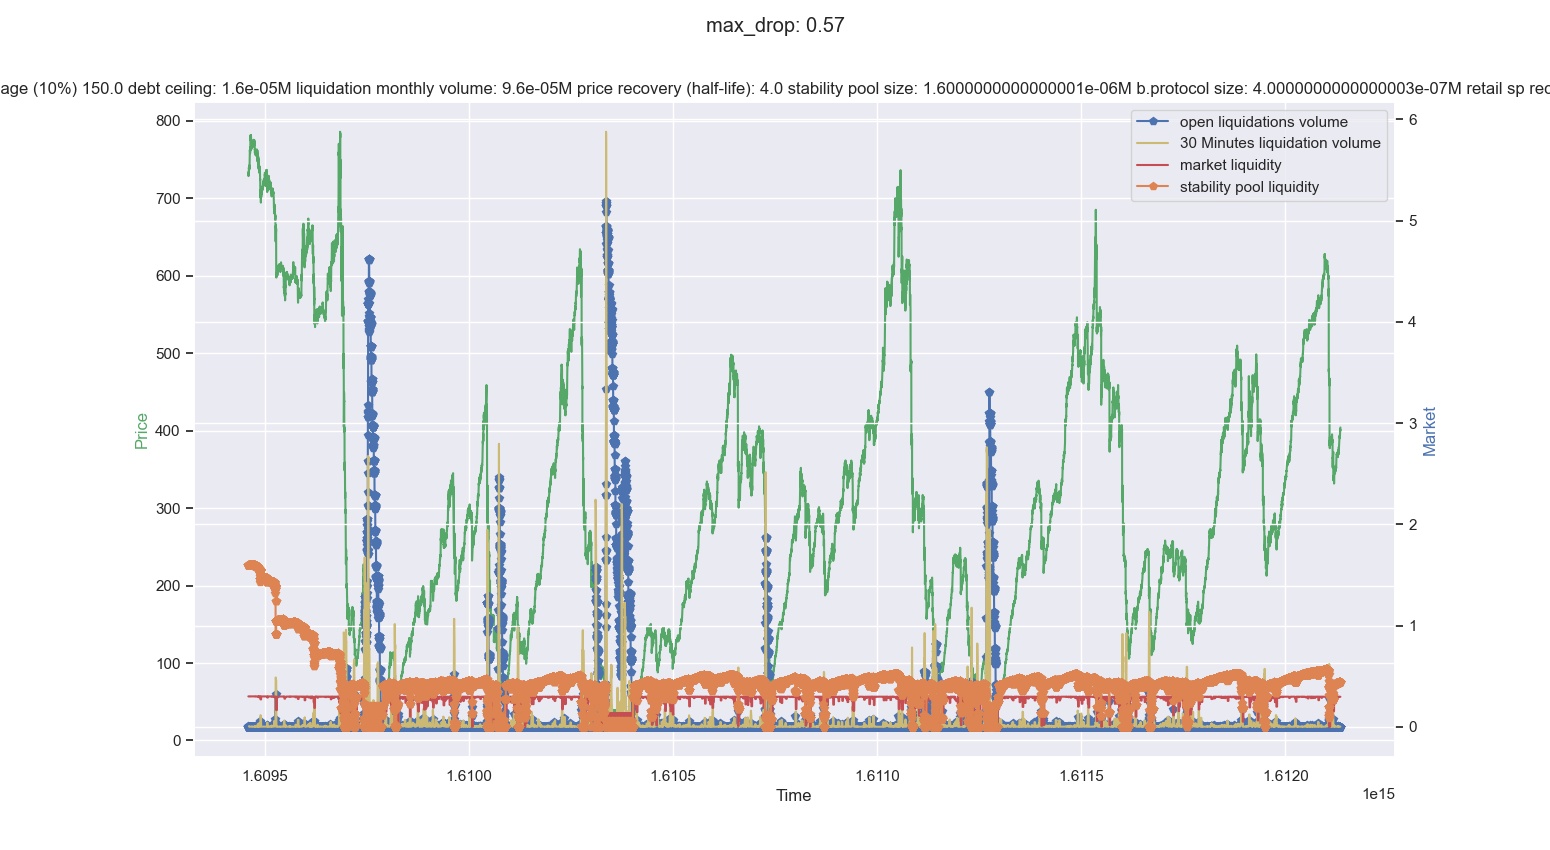 max_drop: 0.57
age (10%) 150.0 debt ceiling: 1.6e-05M liquidation monthly volume: 9.6e-05M price recovery (half-life): 4.0 stability pool size: 1.6000000000000001e-06M b.protocol size: 4.0000000000000003e-07M retail sp rec
open liquidations volume
30 Minutes liquidation volume
market liquidity
stability pool liquidity
800
700
600
500
400
300
200
100
0
Price
6
5
4
3
2
1
0
Market
1.6095 1.6100 1.6105 1.6110 1.6115 1.6120
1e15
Time